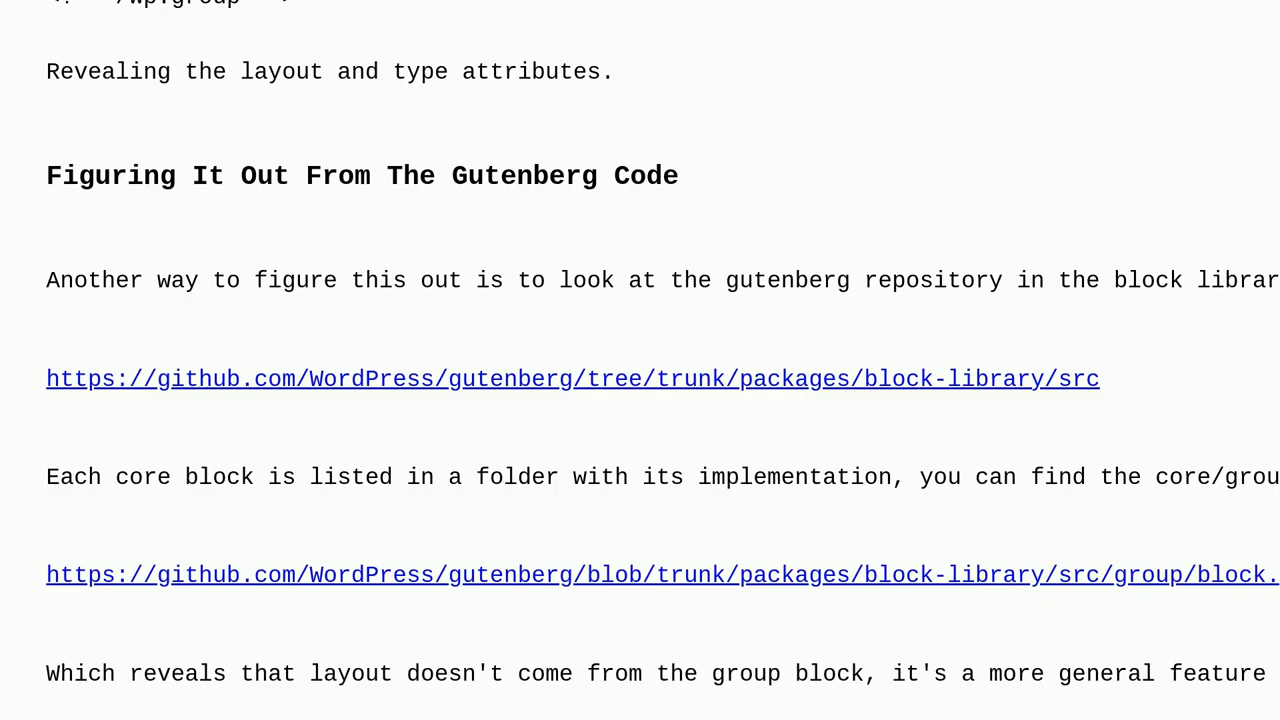 Revealing the layout and type attributes.
Figuring It Out From The Gutenberg Code
Another way to figure this out is to look at the gutenberg repository in the block librar
https://github.com/WordPress/gutenberg/tree/trunk/packages/block-library/src
Each core block is listed in a folder with its implementation, you can find the core/grou
https://github.com/WordPress/gutenberg/blob/trunk/packages/block-library/src/group/block.
Which reveals that layout doesn't come from the group block, it's a more general feature